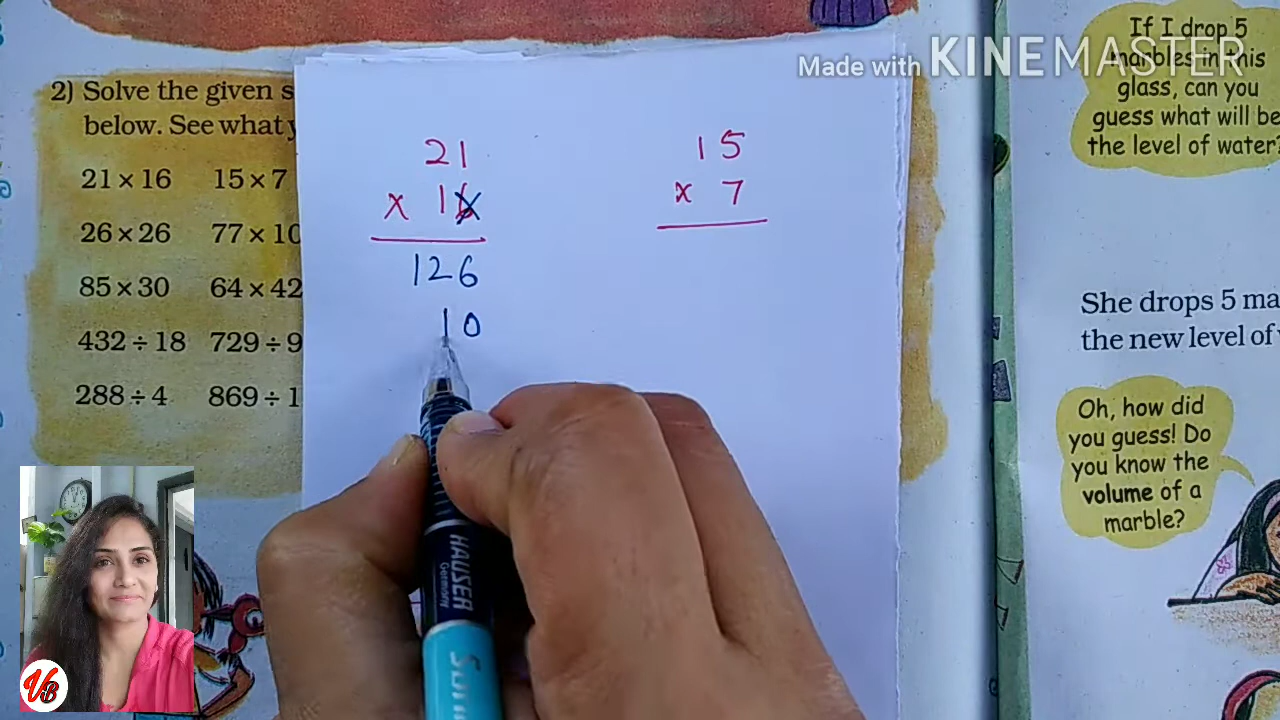 If I drop 5
marbles in this
glass, can you
guess what will be
the level of water?
Made with KINEMASTER
2) Solve the given s
below. See what y
21 × 16 15 × 7
26 × 26 77 × 10
85 × 30 64 × 42
432 ÷ 18 729 ÷ 9
288 ÷ 4 869 ÷ 1
21
x 16
126
10
15
x 7
She drops 5 ma
the new level of
Oh, how did
you guess! Do
you know the
volume of a
marble?
HAUSER
Germany
VB